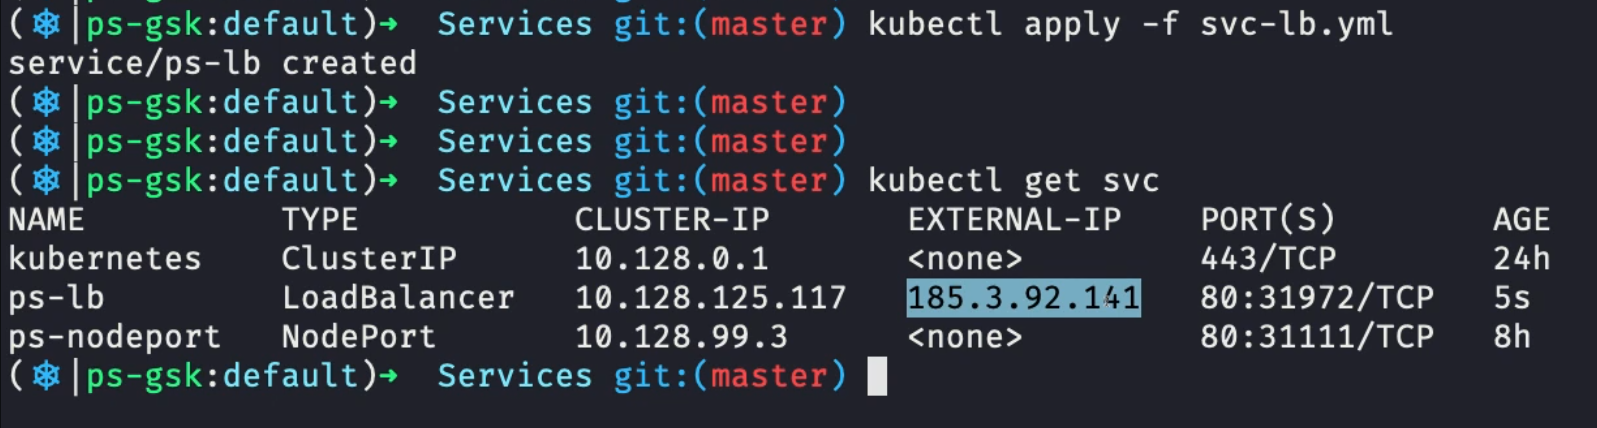 (⎈|ps-gsk:default)→ Services git:(master) kubectl apply -f svc-lb.yml
service/ps-lb created
(⎈|ps-gsk:default)→ Services git:(master)
(⎈|ps-gsk:default)→ Services git:(master)
(⎈|ps-gsk:default)→ Services git:(master) kubectl get svc
NAME TYPE CLUSTER-IP EXTERNAL-IP PORT(S) AGE
kubernetes ClusterIP 10.128.0.1 <none> 443/TCP 24h
ps-lb LoadBalancer 10.128.125.117 185.3.92.141 80:31972/TCP 5s
ps-nodeport NodePort 10.128.99.3 <none> 80:31111/TCP 8h
(⎈|ps-gsk:default)→ Services git:(master)